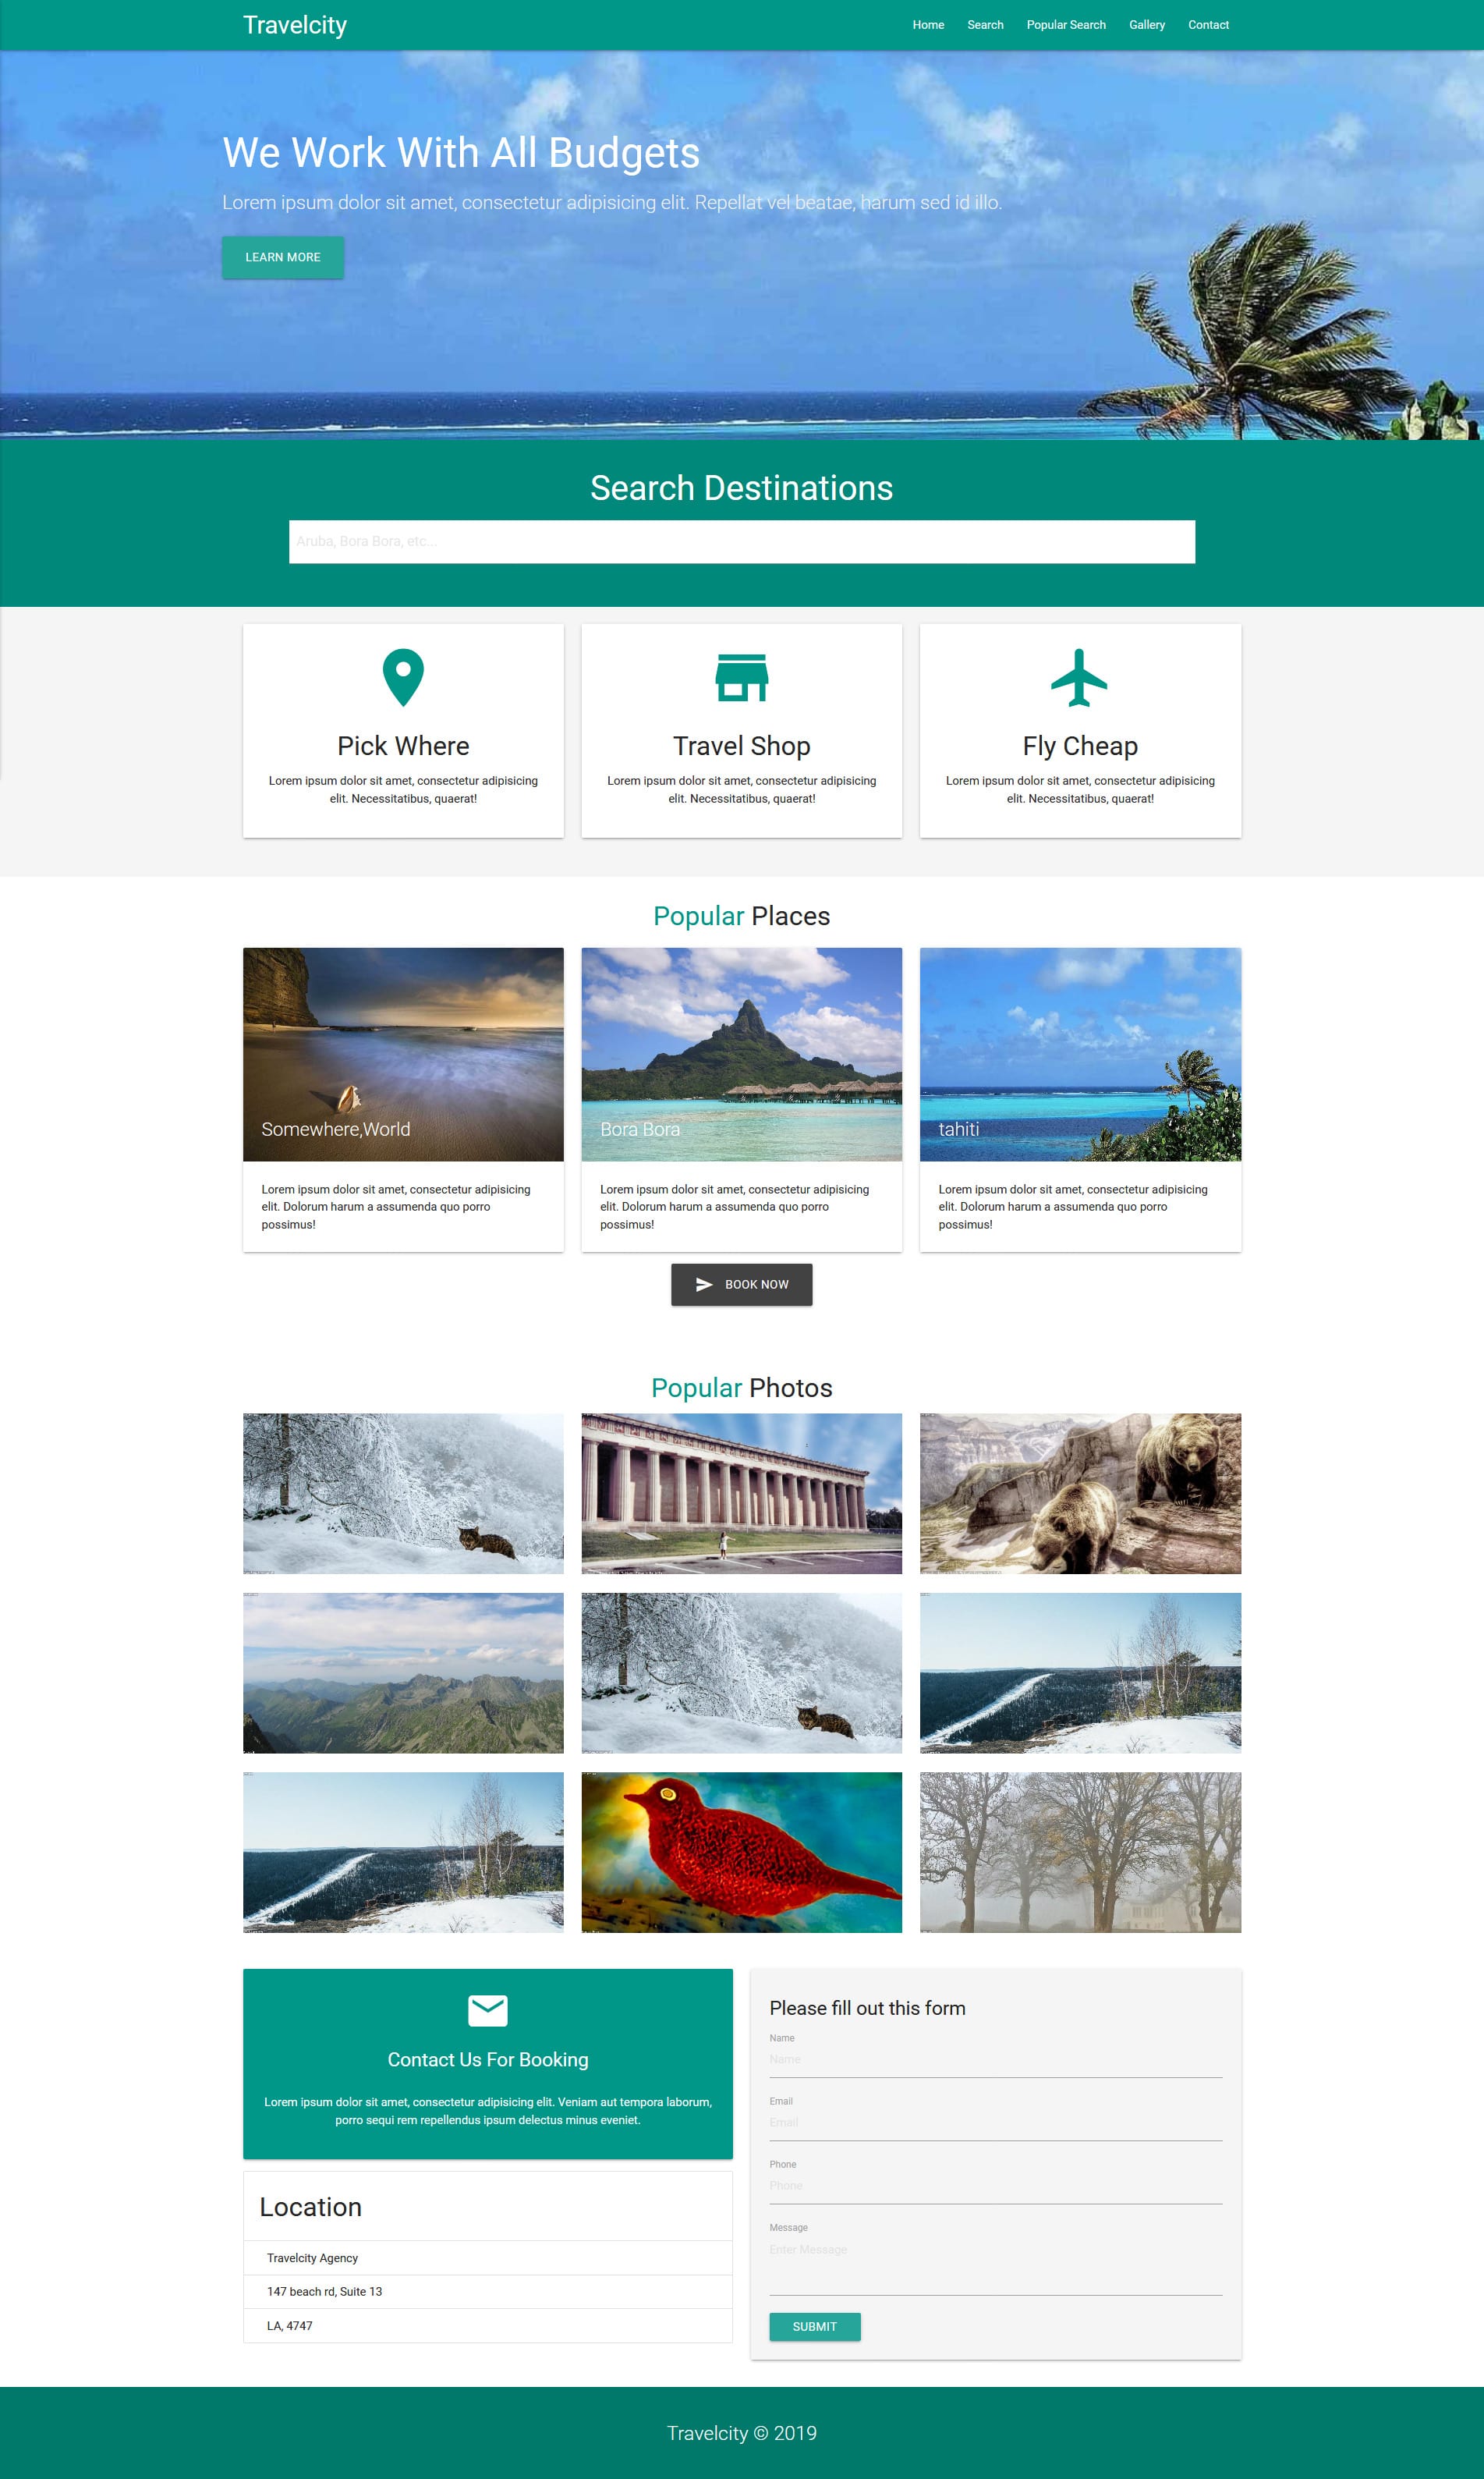 Travelcity
Home Search Popular Search Gallery Contact
We Work With All Budgets
Lorem ipsum dolor sit amet, consectetur adipisicing elit. Repellat vel beatae, harum sed id illo.
LEARN MORE
Search Destinations
Aruba, Bora Bora, etc...
Pick Where
Lorem ipsum dolor sit amet, consectetur adipisicing
elit. Necessitatibus, quaerat!
Travel Shop
Lorem ipsum dolor sit amet, consectetur adipisicing
elit. Necessitatibus, quaerat!
Fly Cheap
Lorem ipsum dolor sit amet, consectetur adipisicing
elit. Necessitatibus, quaerat!
Popular Places
Somewhere,World
Lorem ipsum dolor sit amet, consectetur adipisicing
elit. Dolorum harum a assumenda quo porro
possimus!
Bora Bora
Lorem ipsum dolor sit amet, consectetur adipisicing
elit. Dolorum harum a assumenda quo porro
possimus!
tahiti
Lorem ipsum dolor sit amet, consectetur adipisicing
elit. Dolorum harum a assumenda quo porro
possimus!
BOOK NOW
Popular Photos
Contact Us For Booking
Lorem ipsum dolor sit amet, consectetur adipisicing elit. Veniam aut tempora laborum,
porro sequi rem repellendus ipsum delectus minus eveniet.
Location
Travelcity Agency
147 beach rd, Suite 13
LA, 4747
Please fill out this form
Name
Name
Email
Email
Phone
Phone
Message
Enter Message
SUBMIT
Travelcity © 2019